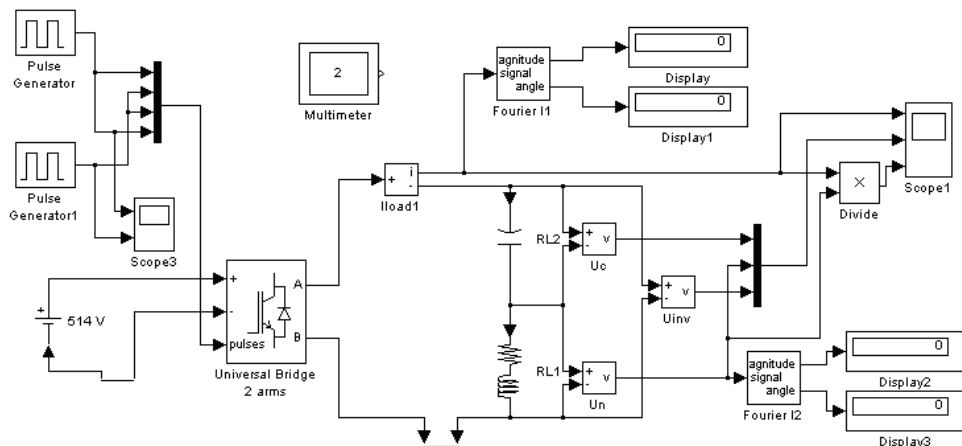 Pulse
Generator
Pulse
Generator1
Scope3
514 V
+
-
pulses
A
B
Universal Bridge
2 arms
2
Multimeter
+
i
-
Iload1
agnitude
signal
angle
Fourier I1
0
Display
0
Display1
RL2
+
-
v
Uc
+
-
v
Uinv
RL1
+
-
v
Un
×
Divide
Scope1
agnitude
signal
angle
Fourier I2
0
Display2
0
Display3